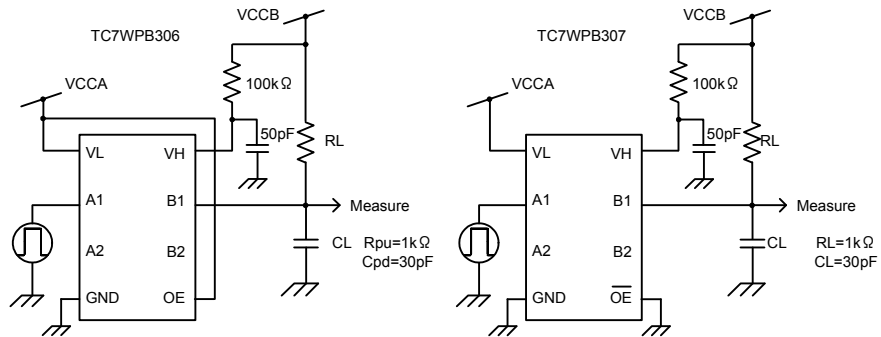 VCCB
TC7WPB306
VCCA
100kΩ
50pF
RL
VL
VH
A1
B1
Measure
A2
B2
CL
Rpu=1kΩ
Cpd=30pF
GND
OE
VCCB
TC7WPB307
VCCA
100kΩ
50pF
RL
VL
VH
A1
B1
Measure
A2
B2
CL
RL=1kΩ
CL=30pF
GND
O̅E̅